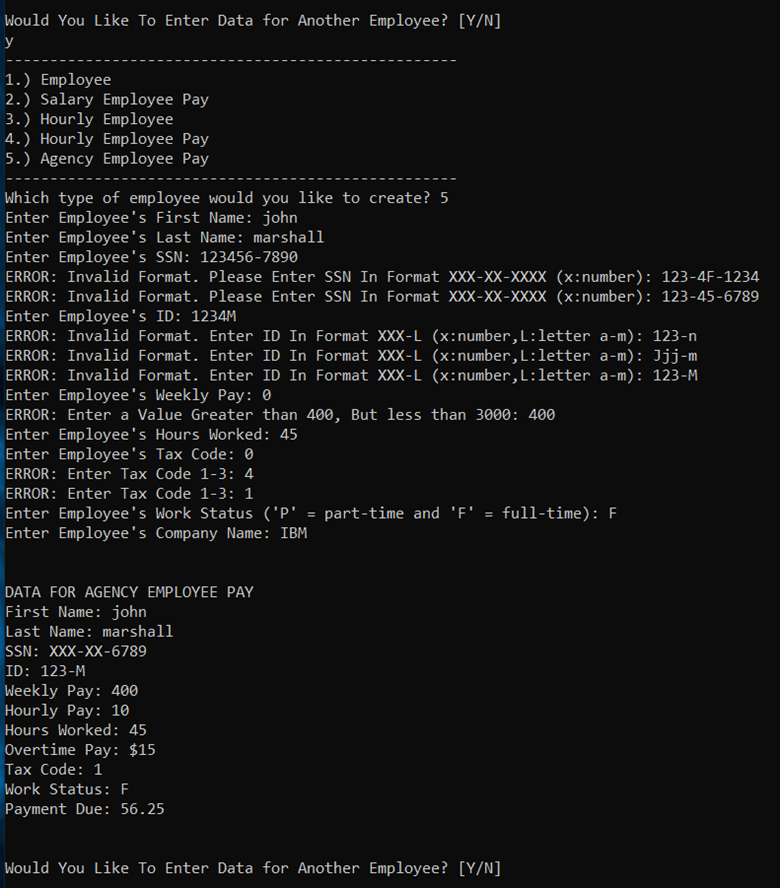 Would You Like To Enter Data for Another Employee? [Y/N]
y
---------------------------------------------------
1.) Employee
2.) Salary Employee Pay
3.) Hourly Employee
4.) Hourly Employee Pay
5.) Agency Employee Pay
---------------------------------------------------
Which type of employee would you like to create? 5
Enter Employee's First Name: john
Enter Employee's Last Name: marshall
Enter Employee's SSN: 123456-7890
ERROR: Invalid Format. Please Enter SSN In Format XXX-XX-XXXX (x:number): 123-4F-1234
ERROR: Invalid Format. Please Enter SSN In Format XXX-XX-XXXX (x:number): 123-45-6789
Enter Employee's ID: 1234M
ERROR: Invalid Format. Enter ID In Format XXX-L (x:number,L:letter a-m): 123-n
ERROR: Invalid Format. Enter ID In Format XXX-L (x:number,L:letter a-m): Jjj-m
ERROR: Invalid Format. Enter ID In Format XXX-L (x:number,L:letter a-m): 123-M
Enter Employee's Weekly Pay: 0
ERROR: Enter a Value Greater than 400, But less than 3000: 400
Enter Employee's Hours Worked: 45
Enter Employee's Tax Code: 0
ERROR: Enter Tax Code 1-3: 4
ERROR: Enter Tax Code 1-3: 1
Enter Employee's Work Status ('P' = part-time and 'F' = full-time): F
Enter Employee's Company Name: IBM
DATA FOR AGENCY EMPLOYEE PAY
First Name: john
Last Name: marshall
SSN: XXX-XX-6789
ID: 123-M
Weekly Pay: 400
Hourly Pay: 10
Hours Worked: 45
Overtime Pay: $15
Tax Code: 1
Work Status: F
Payment Due: 56.25
Would You Like To Enter Data for Another Employee? [Y/N]